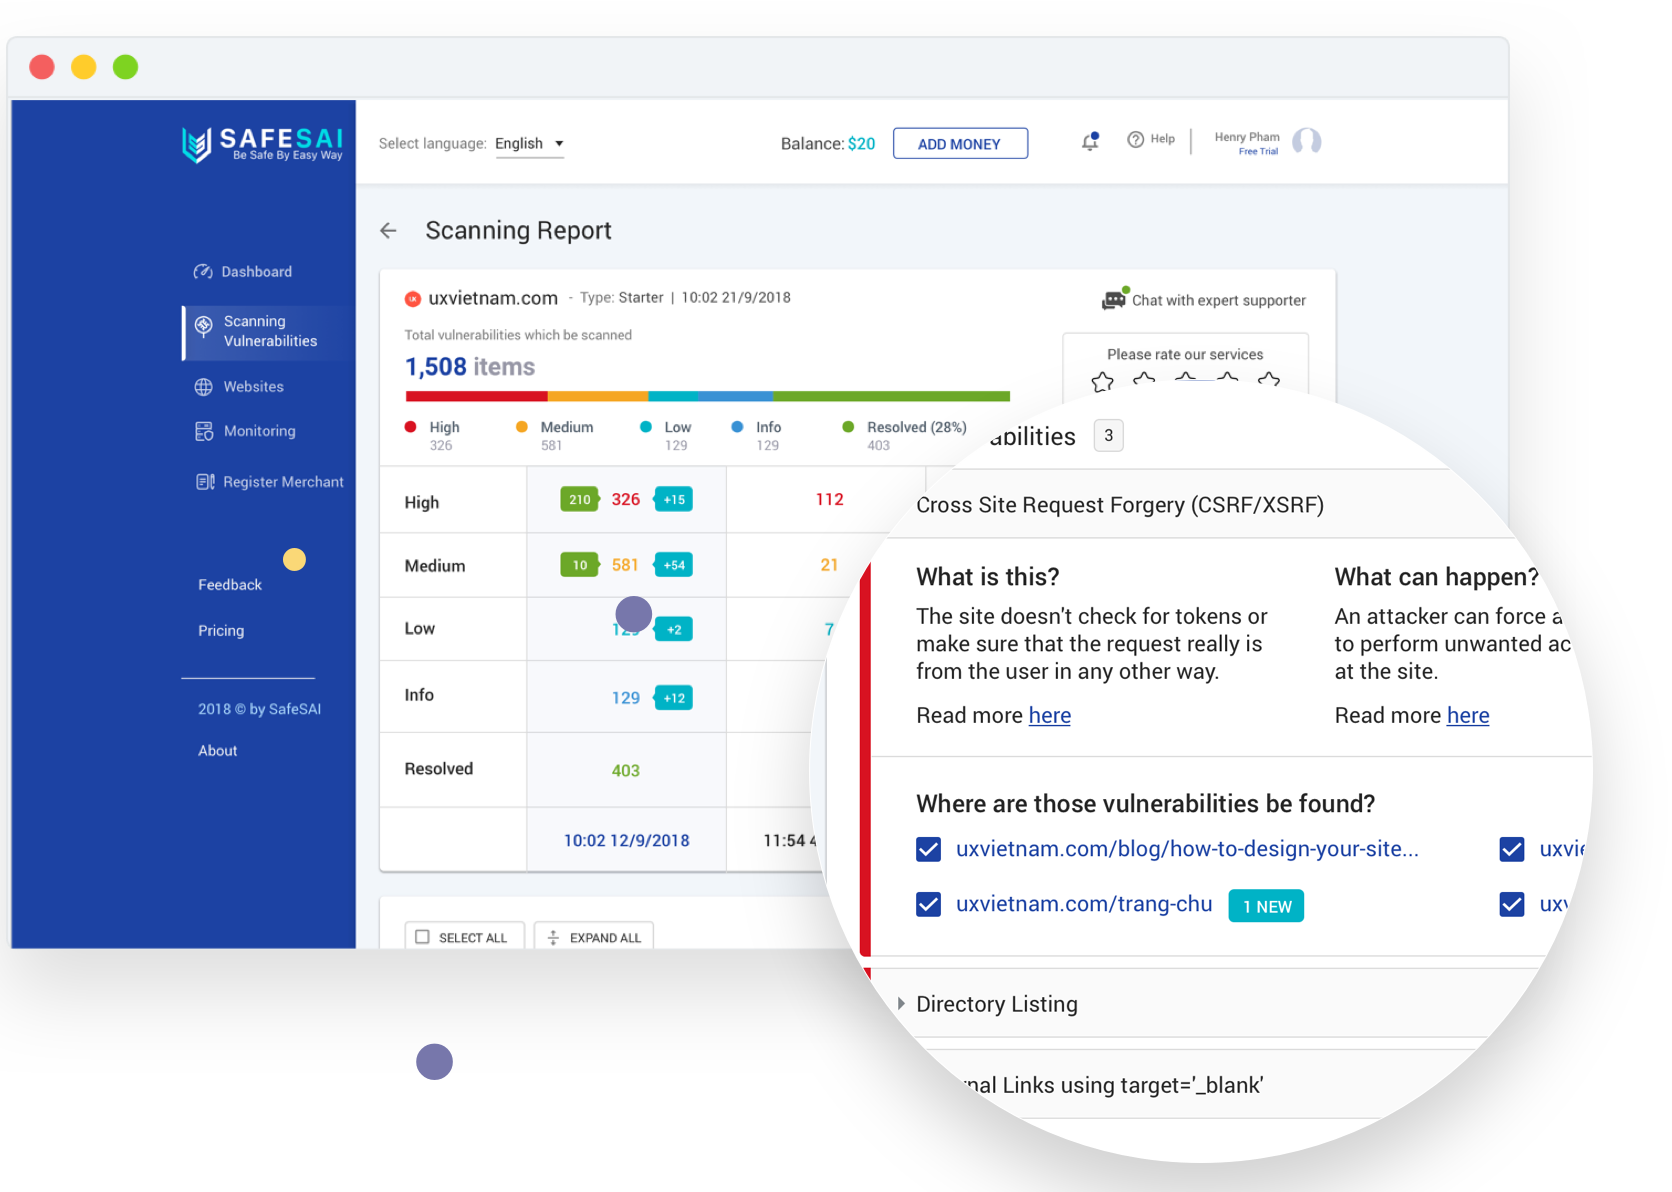 SAFESAI
Be Safe By Easy Way
Select language: English
Balance: $20
ADD MONEY
Help
Henry Pham
Free Trial
Dashboard
Scanning
Vulnerabilities
Websites
Monitoring
Register Merchant
Feedback
Pricing
2018 © by SafeSAI
About
Scanning Report
uxvietnam.com - Type: Starter | 10:02 21/9/2018
Chat with expert supporter
Total vulnerabilities which be scanned
1,508 items
Please rate our services
High
326
Medium
581
Low
129
Info
129
Resolved (28%)
403
High 210 326 +15 112
Medium 10 581 +54 21
Low +2 7
Info 129 +12
Resolved 403
10:02 12/9/2018 11:54 4
SELECT ALL
EXPAND ALL
abilities 3
Cross Site Request Forgery (CSRF/XSRF)
What is this?
The site doesn't check for tokens or
make sure that the request really is
from the user in any other way.
Read more here
What can happen?
An attacker can force a
to perform unwanted ac
at the site.
Read more here
Where are those vulnerabilities be found?
uxvietnam.com/blog/how-to-design-your-site...
uxvie
uxvietnam.com/trang-chu 1 NEW
uxv
Directory Listing
nal Links using target='_blank'